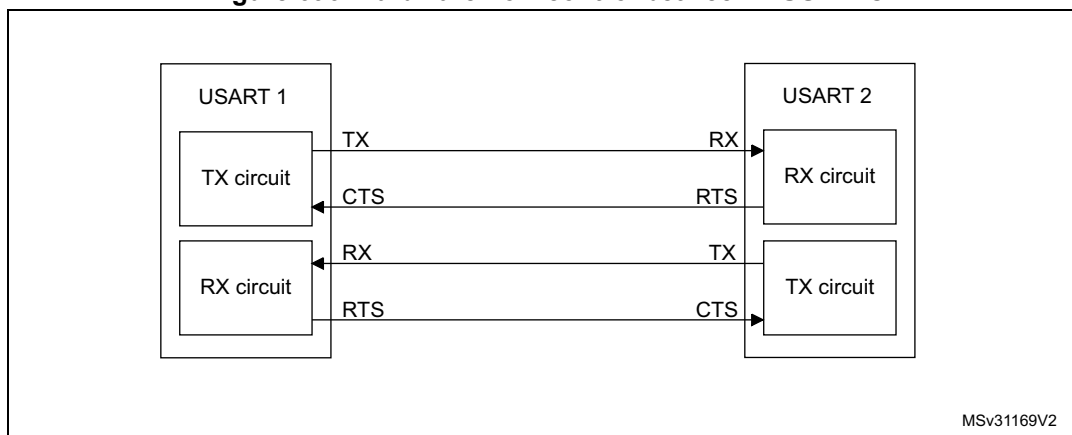 USART 1
USART 2
TX circuit
TX
RX
RX circuit
CTS
RTS
RX circuit
RX
TX
TX circuit
RTS
CTS
MSv31169V2